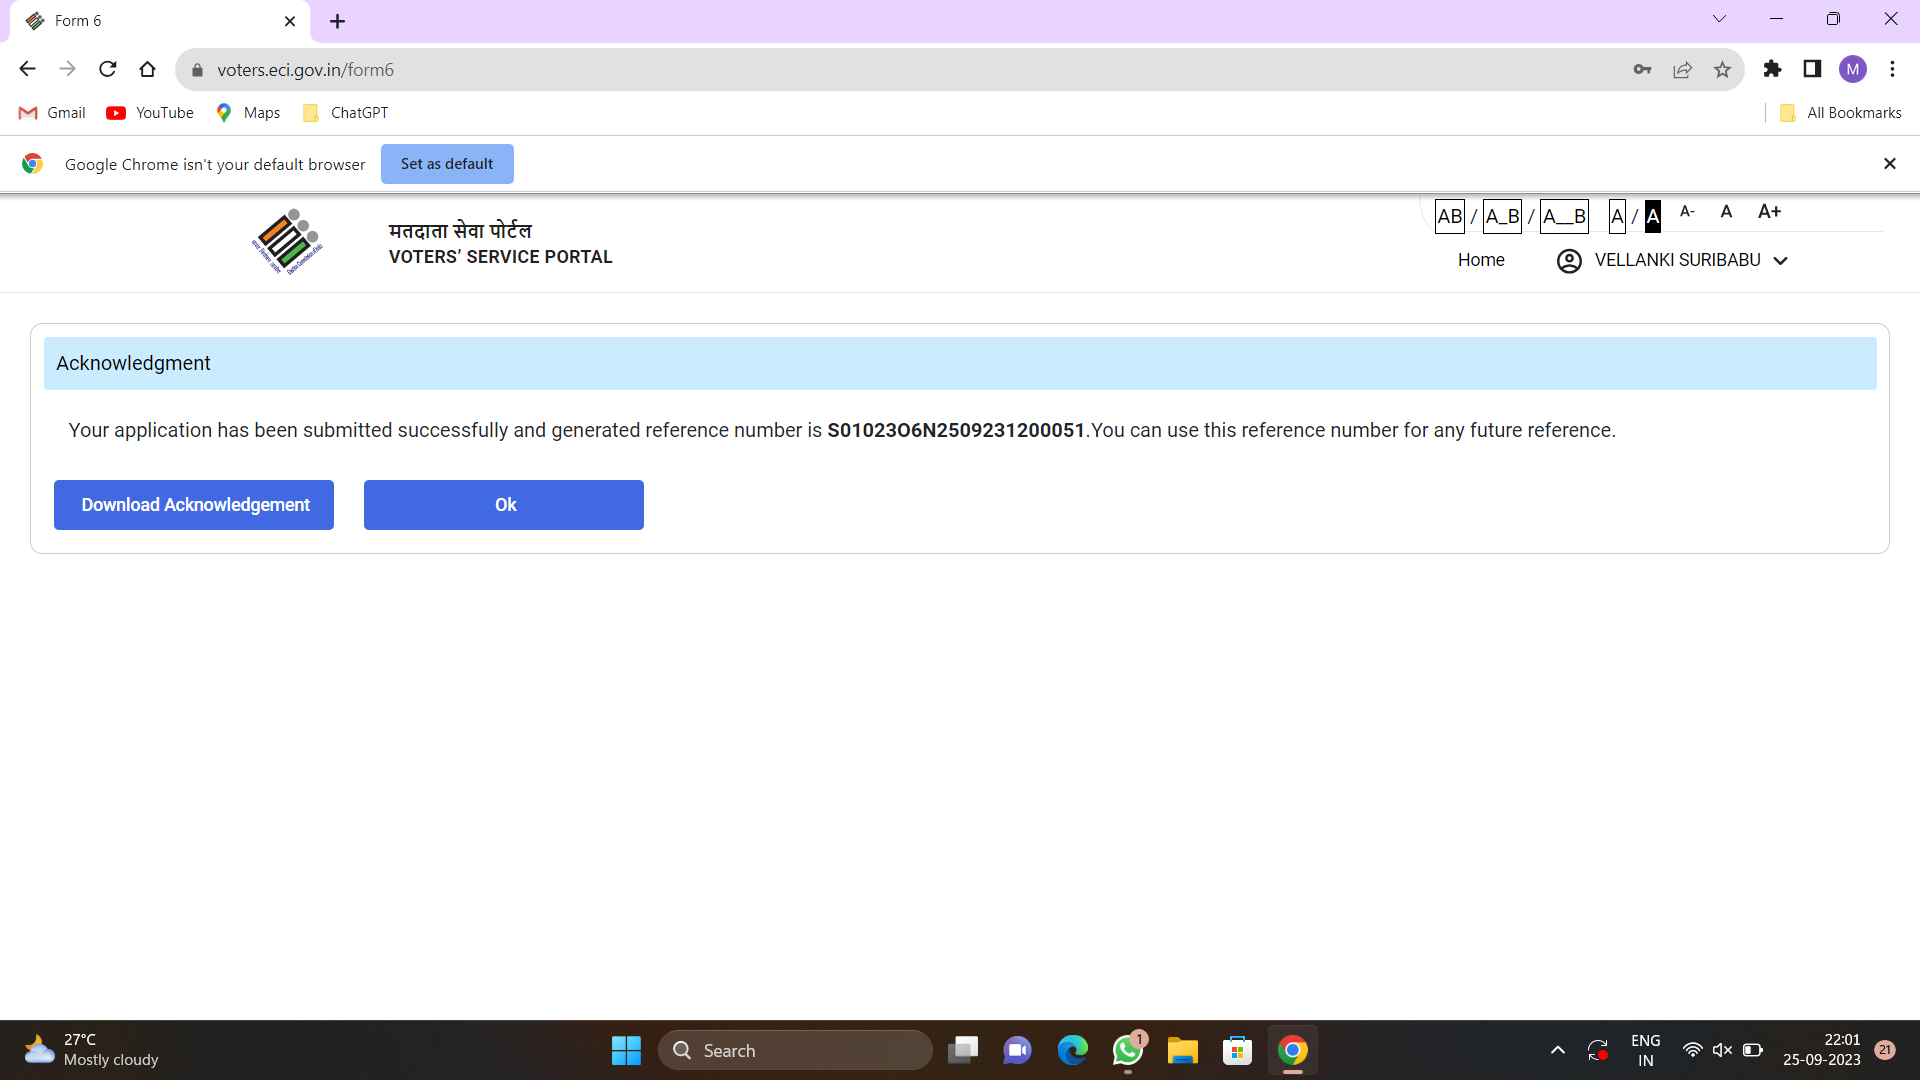 Form 6
voters.eci.gov.in/form6
M
Gmail YouTube Maps ChatGPT All Bookmarks
Google Chrome isn't your default browser Set as default
AB / A_B / A__B A / A A- A A+
मतदाता सेवा पोर्टल
VOTERS' SERVICE PORTAL
Home VELLANKI SURIBABU
Acknowledgment
Your application has been submitted successfully and generated reference number is S01023O6N2509231200051.You can use this reference number for any future reference.
Download Acknowledgement Ok
27°C
Mostly cloudy
Search
1
ENG
IN
22:01
25-09-2023
21